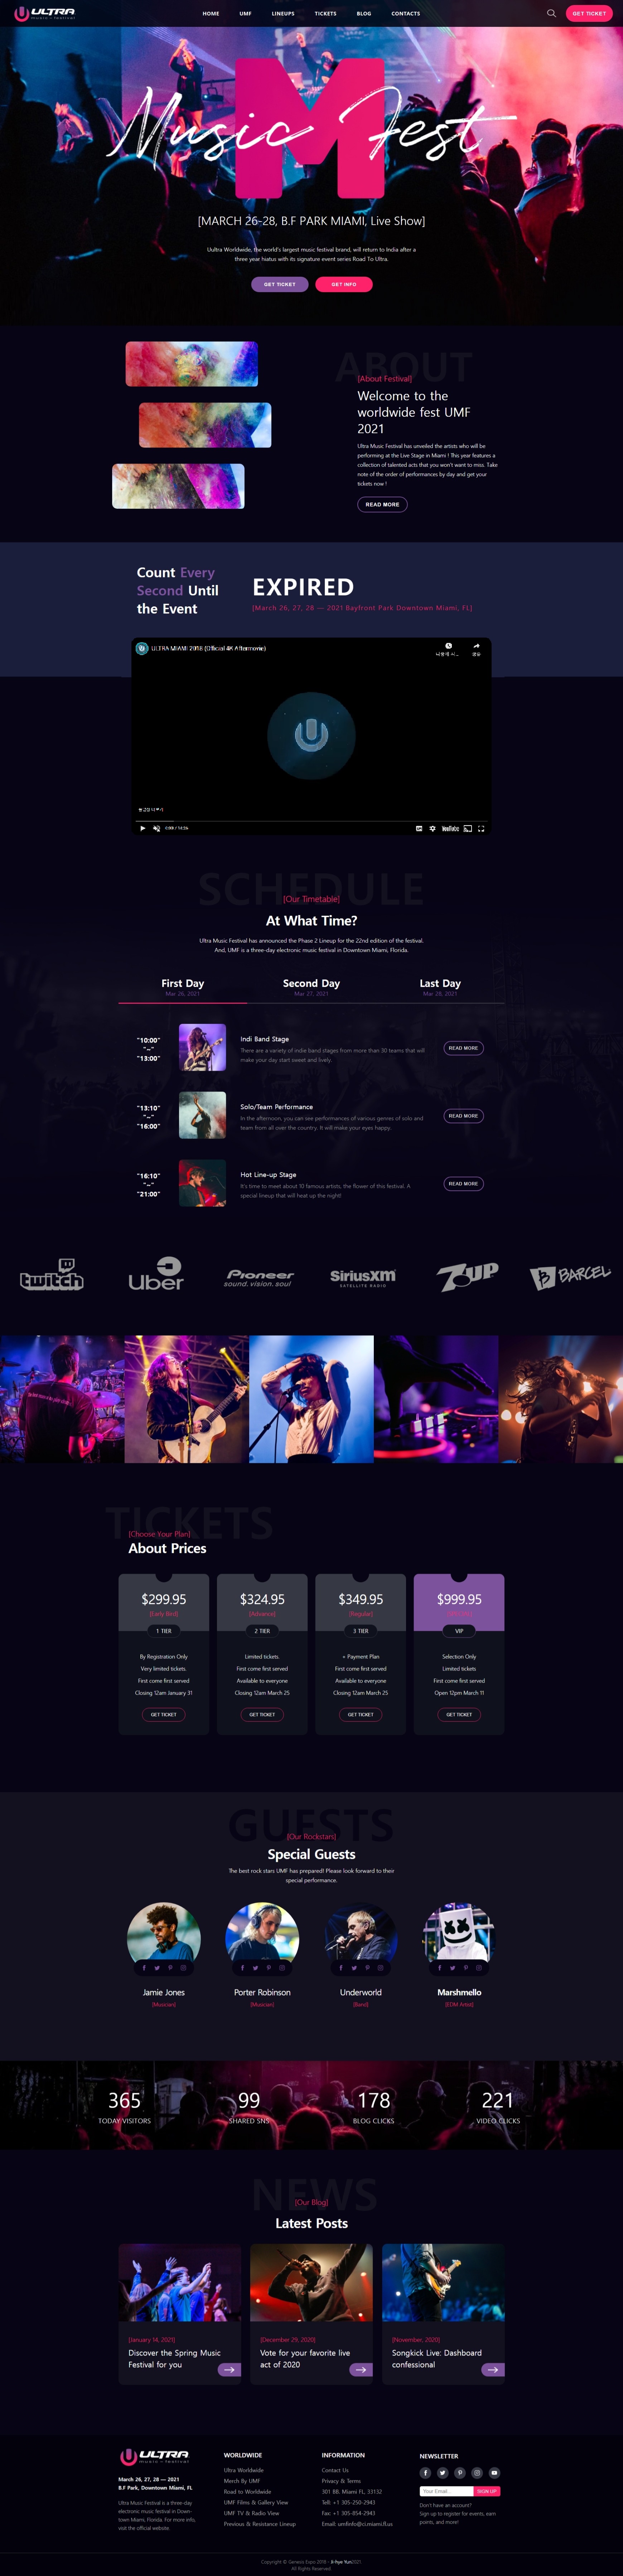 ULTRA
music festival
HOME UMF LINEUPS TICKETS BLOG CONTACTS
GET TICKET
M
Music Fest
[MARCH 26-28, B.F PARK MIAMI, Live Show]
Uultra Worldwide, the world's largest music festival brand, will return to India after a
three year hiatus with its signature event series Road To Ultra.
GET TICKET
GET INFO
ABOUT
[About Festival]
Welcome to the
worldwide fest UMF
2021
Ultra Music Festival has unveiled the artists who will be
performing at the Live Stage in Miami ! This year features a
collection of talented acts that you won't want to miss. Take
note of the order of performances by day and get your
tickets now !
READ MORE
Count Every
Second Until
the Event
EXPIRED
[March 26, 27, 28 — 2021 Bayfront Park Downtown Miami, FL]
ULTRA MIAMI 2018 (Official 4K Aftermovie)
YouTube
SCHEDULE
[Our Timetable]
At What Time?
Ultra Music Festival has announced the Phase 2 Lineup for the 22nd edition of the festival.
And, UMF is a three-day electronic music festival in Downtown Miami, Florida.
First Day
Mar 26, 2021
Second Day
Mar 27, 2021
Last Day
Mar 28, 2021
"10:00"
"~"
"13:00"
Indi Band Stage
There are a variety of indie band stages from more than 30 teams that will
make your day start sweet and lively.
READ MORE
"13:10"
"~"
"16:00"
Solo/Team Performance
In the afternoon, you can see performances of various genres of solo and
team from all over the country. It will make your eyes happy.
READ MORE
"16:10"
"~"
"21:00"
Hot Line-up Stage
It's time to meet about 10 famous artists, the flower of this festival. A
special lineup that will heat up the night!
READ MORE
twitch
Uber
Pioneer
sound.vision.soul
SiriusXM
SATELLITE RADIO
7UP
BARCEL
TICKETS
[Choose Your Plan]
About Prices
$299.95
[Early Bird]
1 TIER
By Registration Only
Very limited tickets
First come first served
Closing 12am January 31
GET TICKET
$324.95
[Advance]
2 TIER
Limited tickets
First come first served
Available to everyone
Closing 12am March 25
GET TICKET
$349.95
[Regular]
3 TIER
+ Payment Plan
First come first served
Available to everyone
Closing 12am March 25
GET TICKET
$999.95
VIP
Selection Only
Limited tickets
First come first served
Open 12pm March 11
GET TICKET
GUESTS
[Our Rockstars]
Special Guests
The best rock stars UMF has prepared! Please look forward to their
special performance.
Jamie Jones
[Musician]
Porter Robinson
[Musician]
Underworld
[Band]
Marshmello
[EDM Artist]
365
TODAY VISITORS
99
SHARED SNS
178
BLOG CLICKS
221
VIDEO CLICKS
NEWS
[Our Blog]
Latest Posts
[January 14, 2021]
Discover the Spring Music
Festival for you
[December 29, 2020]
Vote for your favorite live
act of 2020
[November, 2020]
Songkick Live: Dashboard
confessional
ULTRA
music festival
March 26, 27, 28 — 2021
B.F Park, Downtown Miami, FL
Ultra Music Festival is a three-day
electronic music festival in Down-
town Miami, Florida. For more info,
visit the official website.
WORLDWIDE
Ultra Worldwide
Merch By UMF
Road to Worldwide
UMF Films & Gallery View
UMF TV & Radio View
Previous & Resistance Lineup
INFORMATION
Contact Us
Privacy & Terms
301 BB. Miami FL, 33132
Tell: +1 305-250-2943
Fax: +1 305-854-2943
Email: umfinfo@ci.miami.fl.us
NEWSLETTER
Your Email...
SIGN UP
Don't have an account?
Sign up to register for events, earn
points, and more!
Copyright © Genesis Expo 2018 - Ji-hye Yun 2021.
All Rights Reserved.